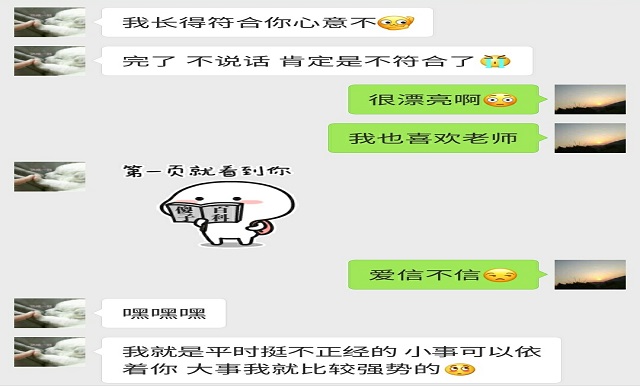 我长得符合你心意不
完了 不说话 肯定是不符合了
很漂亮啊
我也喜欢老师
第一页就看到你
傻子百科
爱信不信
嘿嘿嘿
我就是平时挺不正经的 小事可以依
着你 大事我就比较强势的